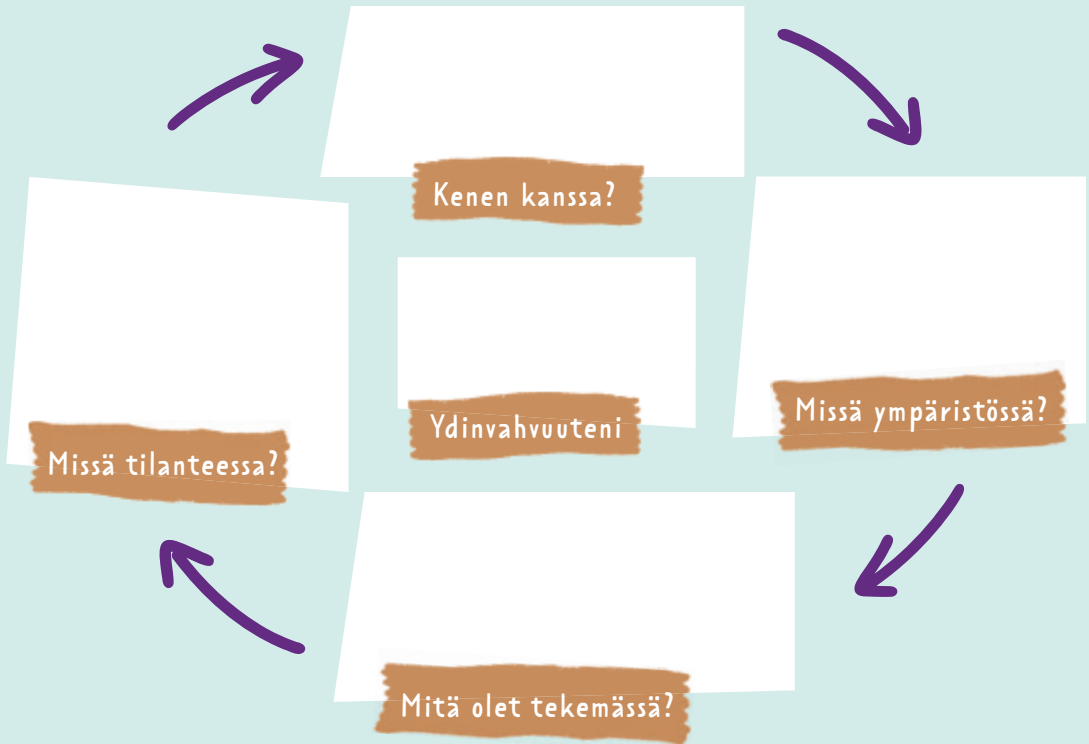 Kenen kanssa?
Missä ympäristössä?
Ydinvahvuuteni
Missä tilanteessa?
Mitä olet tekemässä?